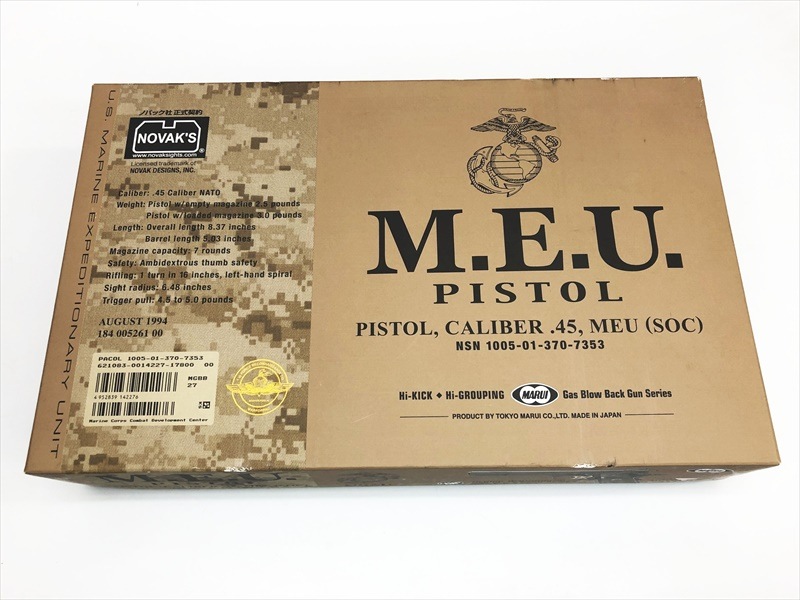 U.S. MARINE EXPEDITIONARY UNIT
ノバック社 正式契約
NOVAK'S
www.novaksights.com
®
Licensed trademark of
NOVAK DESIGNS, INC.
Caliber: .45 Caliber NATO
Weight: Pistol w/empty magazine 2.5 pounds
Pistol w/loaded magazine 3.0 pounds
Length: Overall length 8.37 inches
Barrel length 5.03 inches
Magazine capacity: 7 rounds
Safety: Ambidextrous thumb safety
Rifling: 1 turn in 16 inches, left-hand spiral
Sight radius: 6.48 inches
Trigger pull: 4.5 to 5.0 pounds
AUGUST 1994
184 005261 00
PACOL 1005-01-370-7353
621083-0014227-17800 00
MGBB
27
4 952839 142276
Marine Corps Combat Development Center
M.E.U.
PISTOL
PISTOL, CALIBER .45, MEU (SOC)
NSN 1005-01-370-7353
Hi-KICK ◆ Hi-GROUPING MARUI Gas Blow Back Gun Series
PRODUCT BY TOKYO MARUI CO.,LTD. MADE IN JAPAN
M.E.U.